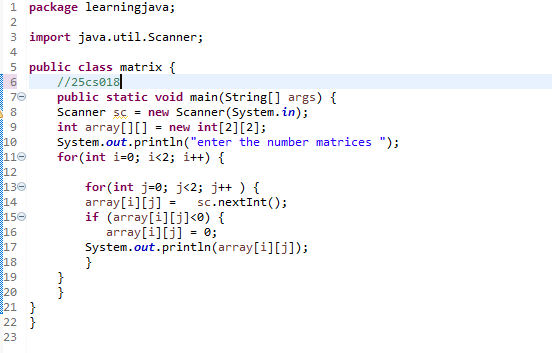 1 package learningjava;
2
3 import java.util.Scanner;
4
5 public class matrix {
6     //25cs018
7     public static void main(String[] args) {
8     Scanner sc = new Scanner(System.in);
9     int array[][] = new int[2][2];
10     System.out.println("enter the number matrices ");
11     for(int i=0; i<2; i++) {
12
13         for(int j=0; j<2; j++ ) {
14         array[i][j] =   sc.nextInt();
15         if (array[i][j]<0) {
16            array[i][j] = 0;
17         System.out.println(array[i][j]);
18         }
19     }
20     }
21 }
22 }
23